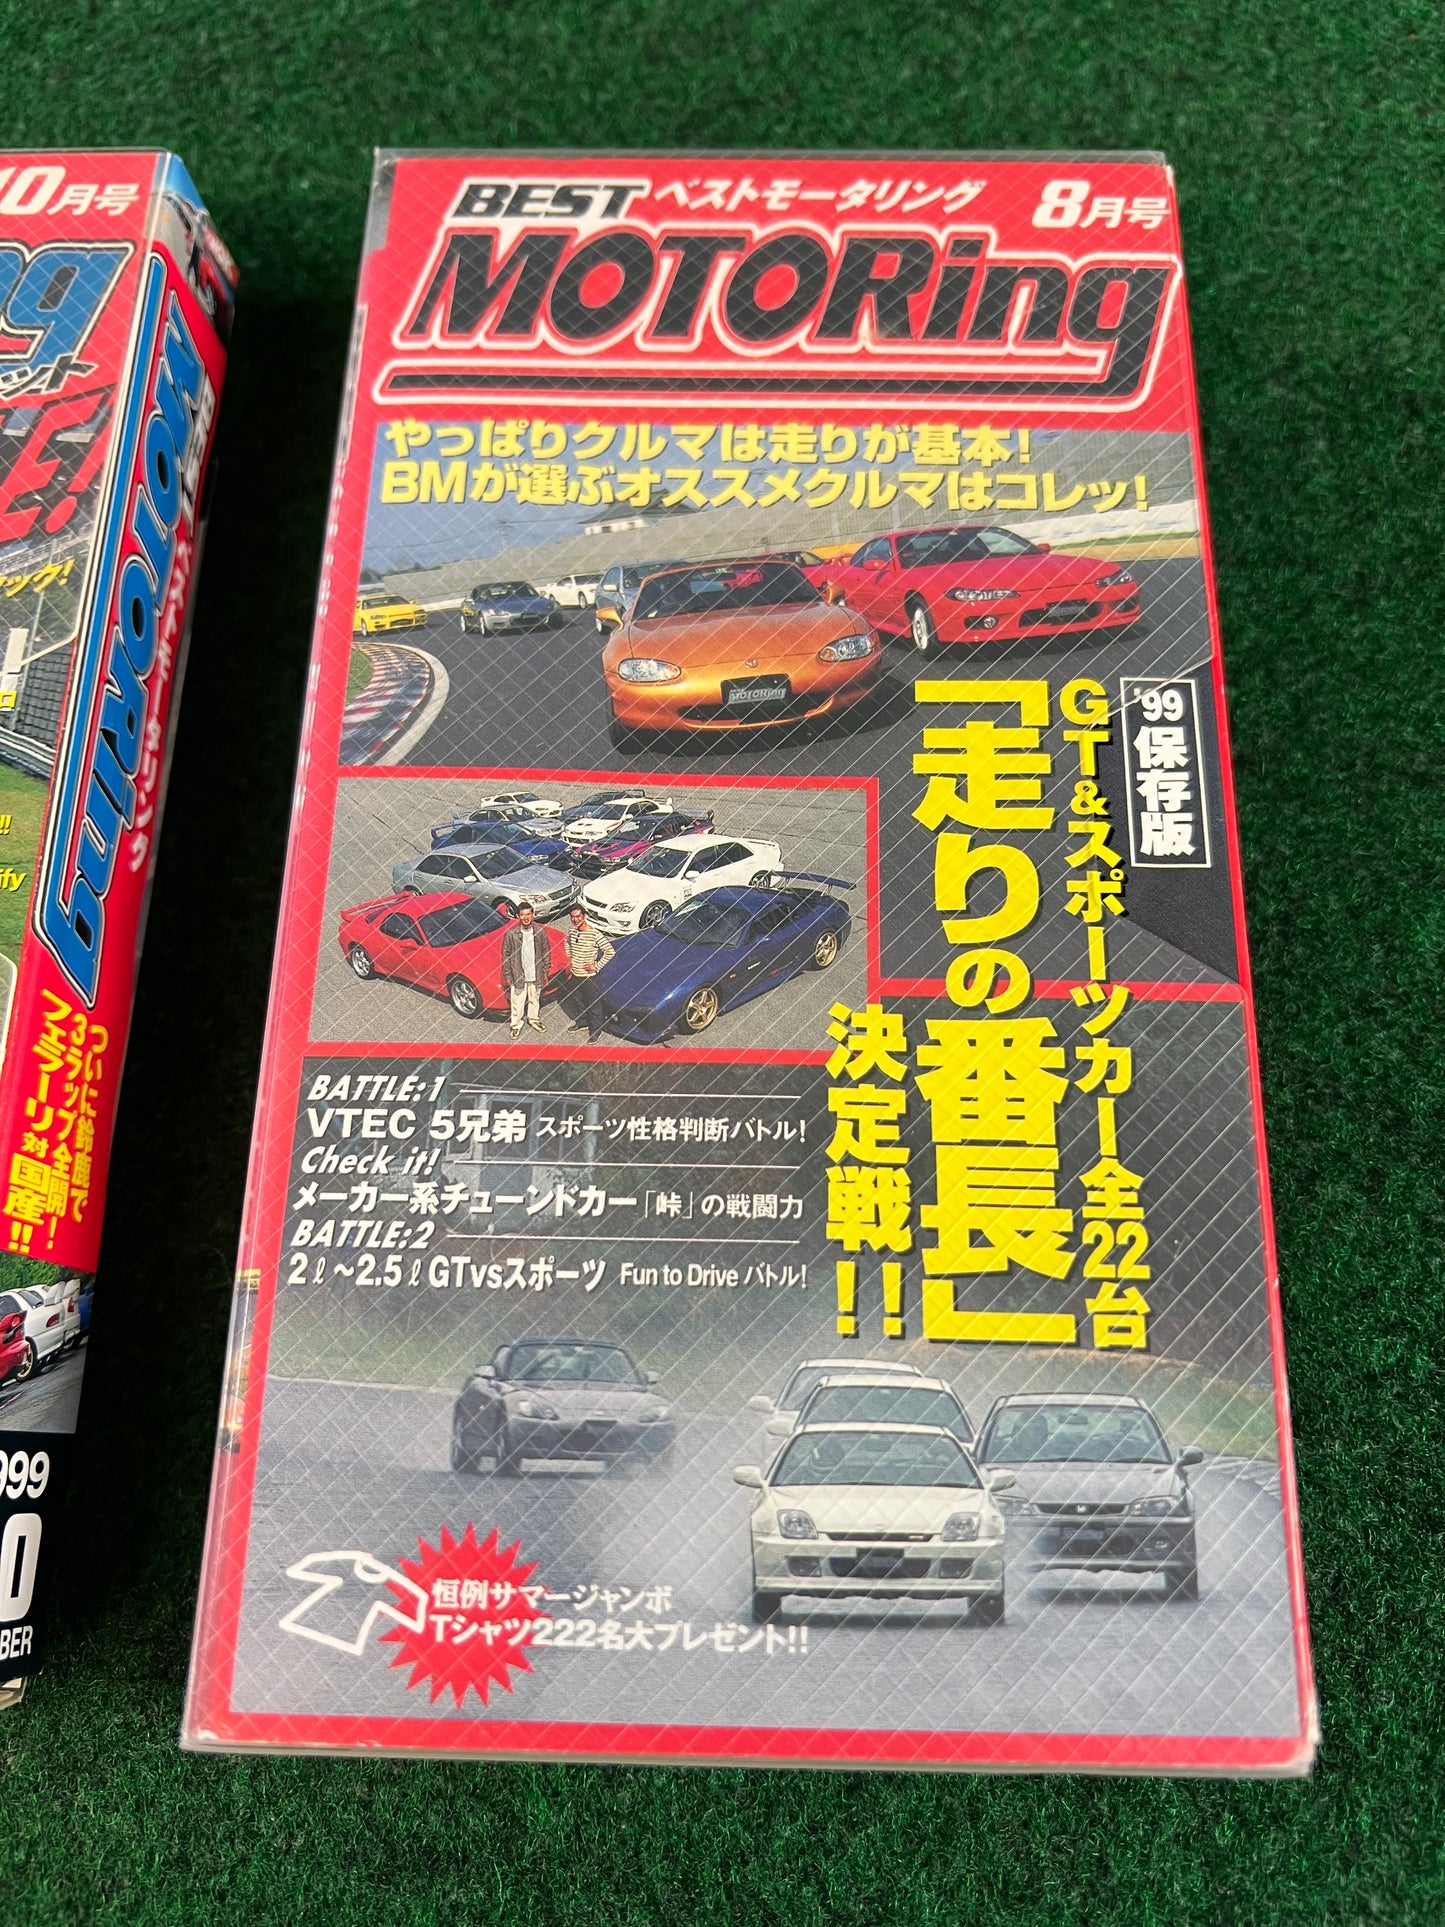 BEST ベストモータリング 8月号
MOTORing
やっぱりクルマは走りが基本!
BMが選ぶオススメクルマはコレッ!
MOTORing
'99保存版
GT&スポーツカー全22台
「走りの番長」
決定戦!!
BATTLE:1
VTEC 5兄弟 スポーツ性格判断バトル!
Check it!
メーカー系チューンドカー「峠」の戦闘力
BATTLE:2
2ℓ~2.5ℓGTvsスポーツ Fun to Drive バトル!
恒例サマージャンボ
Tシャツ222名大プレゼント!!
10月号
MOTORing
ベストモータリング
ついに鈴鹿で
3ラップ全開!
フェラーリ対国産!!